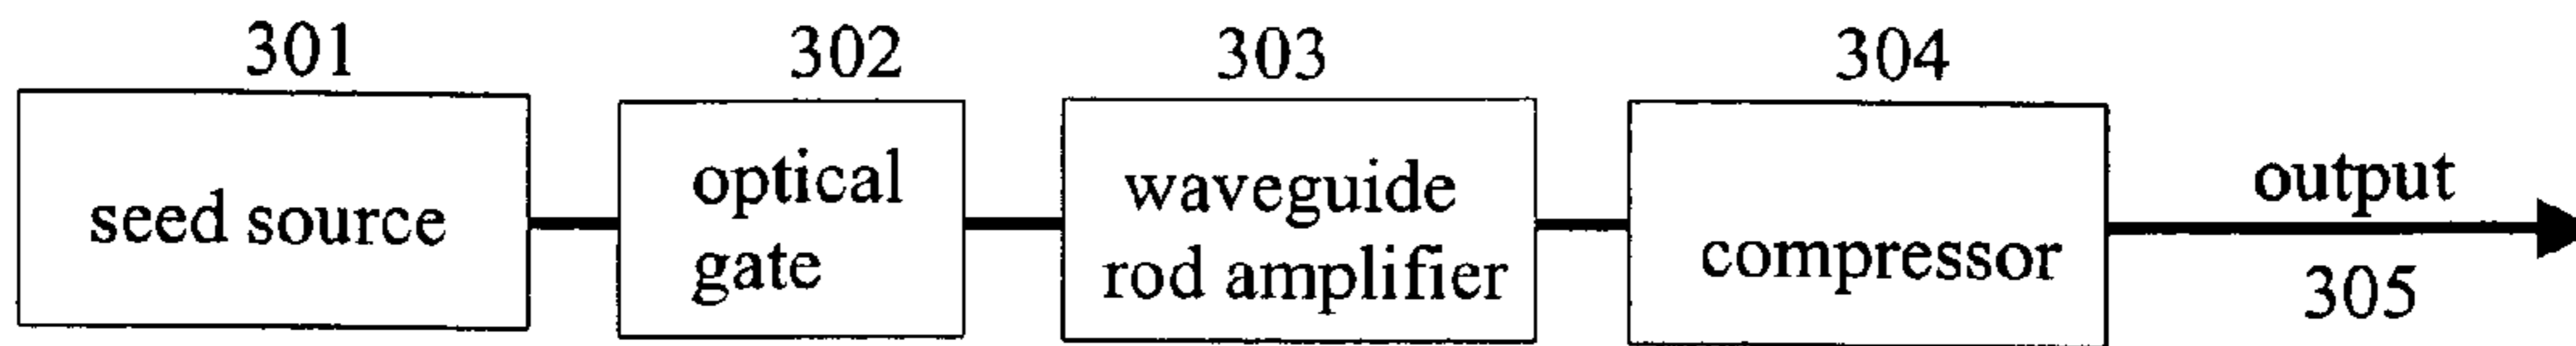 301
seed source
302
optical
gate
303
waveguide
rod amplifier
304
compressor
output
305